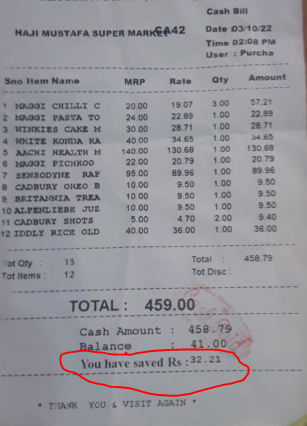 Cash Bill
HAJI MUSTAFA SUPER MARKET CA42 Date :03/10/22
Time :02:08 PM
User : Purcha
Sno Item Name MRP Rate Qty Amount
1 MAGGI CHILLI C 20.00 19.07 3.00 57.21
2 MAGGI PASTA TO 24.00 22.89 1.00 22.89
3 WINKIES CAKE M 30.00 28.71 1.00 28.71
4 WHITE KONDA KA 40.00 34.65 1.00 34.65
5 AACHI HEALTH M 140.00 130.68 1.00 130.68
6 MAGGI PICHKOO 22.00 20.79 1.00 20.79
7 SENSODYNE RAP 95.00 89.96 1.00 89.96
8 CADBURY OREO B 10.00 9.50 1.00 9.50
9 BRITANNIA TREA 10.00 9.50 1.00 9.50
10 ALPENLIEBE JUZ 10.00 9.50 1.00 9.50
11 CADBURY SHOTS 5.00 4.70 2.00 9.40
12 IDDLY RICE OLD 40.00 36.00 1.00 36.00
Tot Qty : 15 Total : 458.79
Tot Items : 12 Tot Disc :
TOTAL : 459.00
Cash Amount : 458.79
Balance : 41.00
You have saved Rs :32.21
* THANK YOU & VISIT AGAIN *